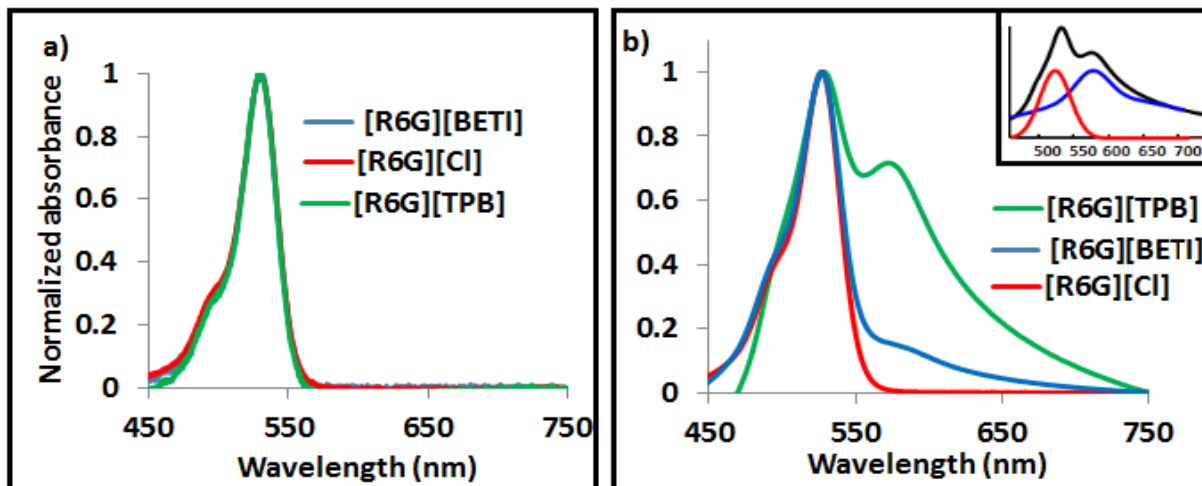 a)
Normalized absorbance
1
0.8
0.6
0.4
0.2
0
[R6G][BETI]
[R6G][Cl]
[R6G][TPB]
450 550 650 750
Wavelength (nm)
b)
1
0.8
0.6
0.4
0.2
0
500 550 600 650 700
[R6G][TPB]
[R6G][BETI]
[R6G][Cl]
450 550 650 750
Wavelength (nm)